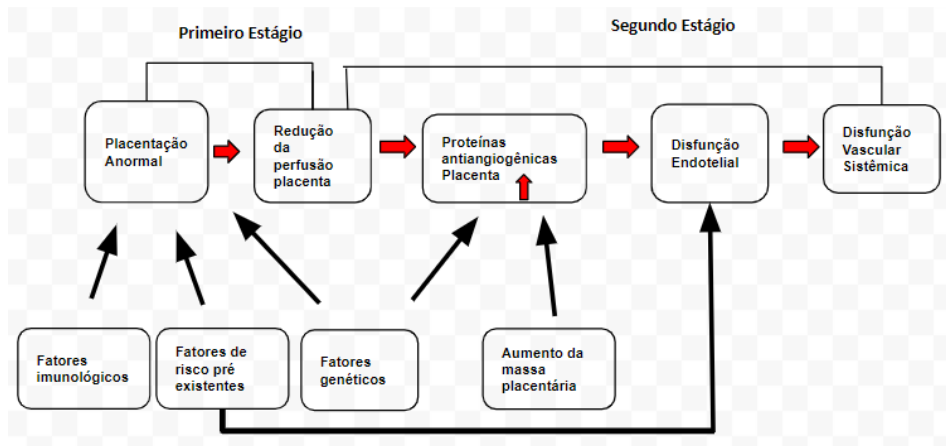 Primeiro Estágio
Segundo Estágio
Placentação
Anormal
Redução
da
perfusão
placenta
Proteínas
antiangiogênicas
Placenta
Disfunção
Endotelial
Disfunção
Vascular
Sistêmica
Fatores
imunológicos
Fatores de
risco pré
existentes
Fatores
genéticos
Aumento da
massa
placentária